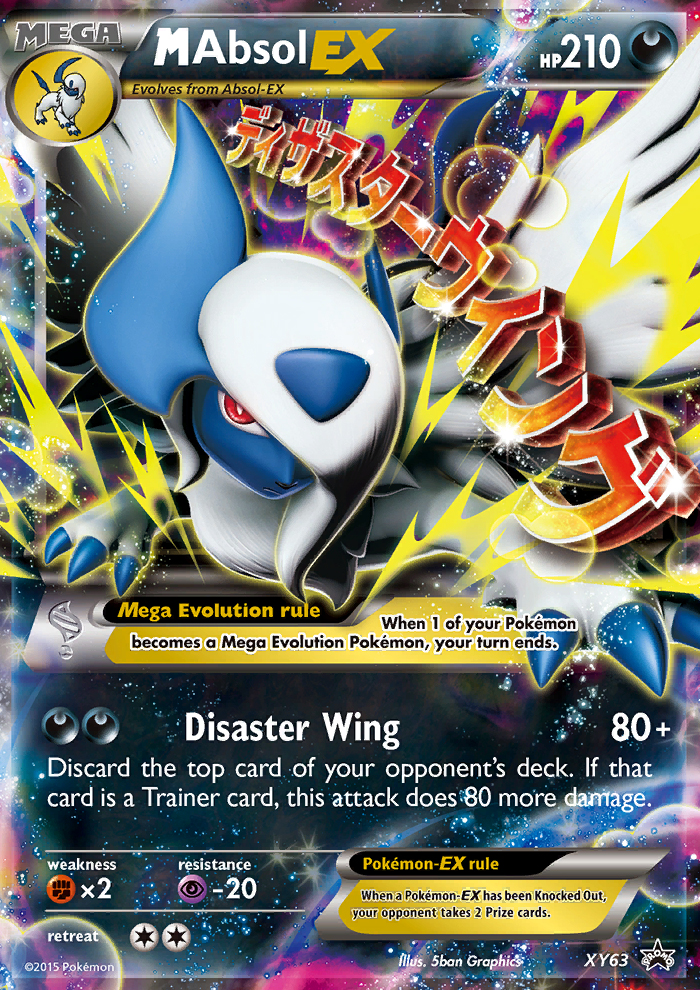 MEGA
M Absol EX
HP210
Evolves from Absol-EX
ディザスターウイング
Mega Evolution rule
When 1 of your Pokémon
becomes a Mega Evolution Pokémon, your turn ends.
Disaster Wing 80+
Discard the top card of your opponent's deck. If that
card is a Trainer card, this attack does 80 more damage.
weakness
×2
resistance
-20
retreat
Pokémon-EX rule
When a Pokémon-EX has been Knocked Out,
your opponent takes 2 Prize cards.
©2015 Pokémon
Illus. 5ban Graphics
XY63
PROMO